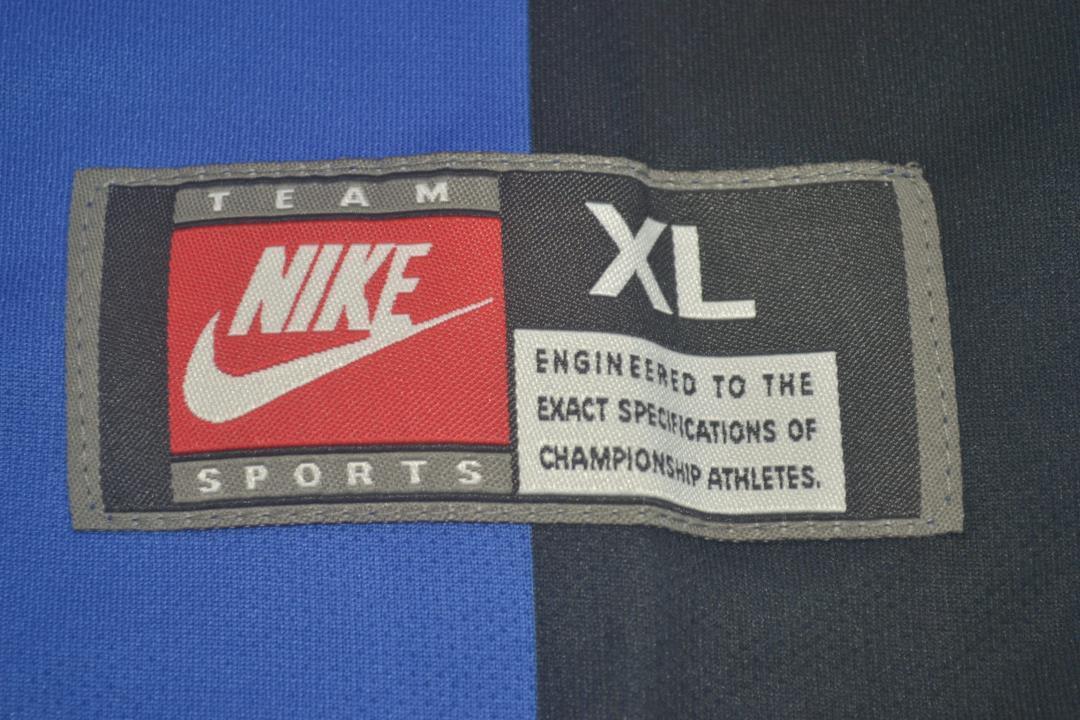 TEAM
NIKE
SPORTS
XL
ENGINEERED TO THE
EXACT SPECIFICATIONS OF
CHAMPIONSHIP ATHLETES.